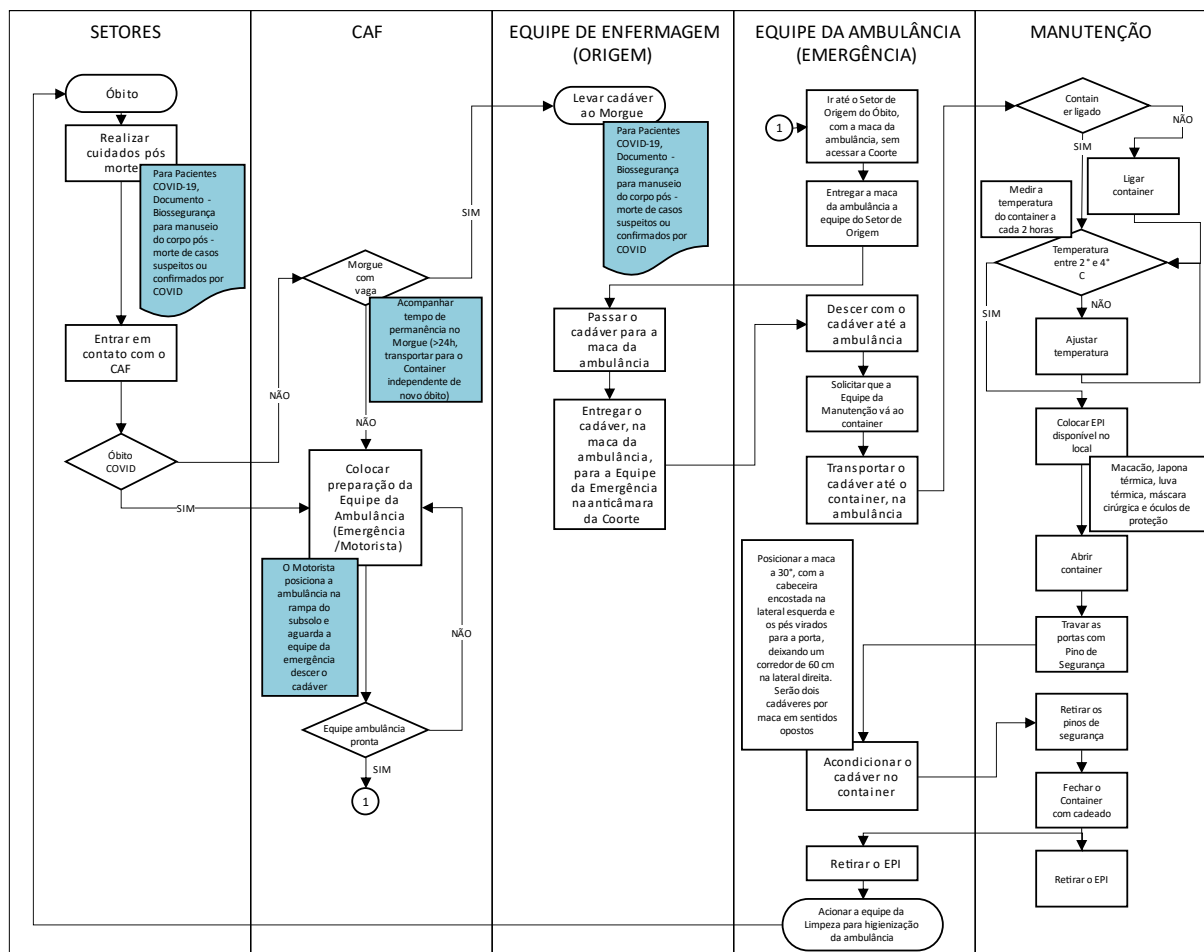 SETORES
Óbito
Realizar
cuidados pós
morte
Para Pacientes
COVID-19,
Documento -
Biossegurança
para manuseio
do corpo pós -
morte de casos
suspeitos ou
confirmados por
COVID
Entrar em
contato com o
CAF
Óbito
COVID
NÃO
SIM
CAF
Morgue
com
vaga
SIM
Acompanhar
tempo de
permanência no
Morgue (>24h,
transportar para o
Container
independente de
novo óbito)
NÃO
Colocar
preparação da
Equipe da
Ambulância
(Emergência
/Motorista)
O Motorista
posiciona a
ambulância na
rampa do
subsolo e
aguarda a
equipe da
emergência
descer o
cadáver
NÃO
Equipe ambulância
pronta
SIM
1
EQUIPE DE ENFERMAGEM
(ORIGEM)
Levar cadáver
ao Morgue
Para Pacientes
COVID-19,
Documento -
Biossegurança
para manuseio
do corpo pós -
morte de casos
suspeitos ou
confirmados por
COVID
Passar o
cadáver para a
maca da
ambulância
Entregar o
cadáver, na
maca da
ambulância,
para a Equipe
da Emergência
na anticâmara
da Coorte
EQUIPE DA AMBULÂNCIA
(EMERGÊNCIA)
1
Ir até o Setor de
Origem do Óbito,
com a maca da
ambulância, sem
acessar a Coorte
Entregar a maca
da ambulância a
equipe do Setor de
Origem
Descer com o
cadáver até a
ambulância
Solicitar que a
Equipe da
Manutenção vá ao
container
Transportar o
cadáver até o
container, na
ambulância
Posicionar a maca
a 30°, com a
cabeceira
encostada na
lateral esquerda e
os pés virados
para a porta,
deixando um
corredor de 60 cm
na lateral direita.
Serão dois
cadáveres por
maca em sentidos
opostos
Acondicionar o
cadáver no
container
Retirar o EPI
Acionar a equipe da
Limpeza para higienização
da ambulância
MANUTENÇÃO
Contain
er ligado
NÃO
SIM
Ligar
container
Medir a
temperatura
do container a
cada 2 horas
Temperatura
entre 2° e 4°
C
SIM
NÃO
Ajustar
temperatura
Colocar EPI
disponível no
local
Macacão, Japona
térmica, luva
térmica, máscara
cirúrgica e óculos de
proteção
Abrir
container
Travar as
portas com
Pino de
Segurança
Retirar os
pinos de
segurança
Fechar o
Container
com cadeado
Retirar o EPI